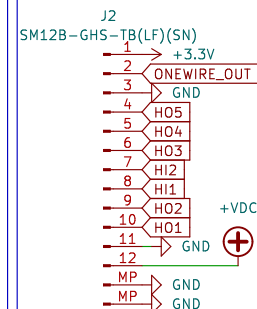 J2
SM12B-GHS-TB(LF)(SN)
1 +3.3V
2 ONEWIRE_OUT
3 GND
4 HO5
5 HO4
6 HO3
7 HI2
8 HI1
9 HO2
+VDC
10 HO1
11 GND
12
MP GND
MP GND